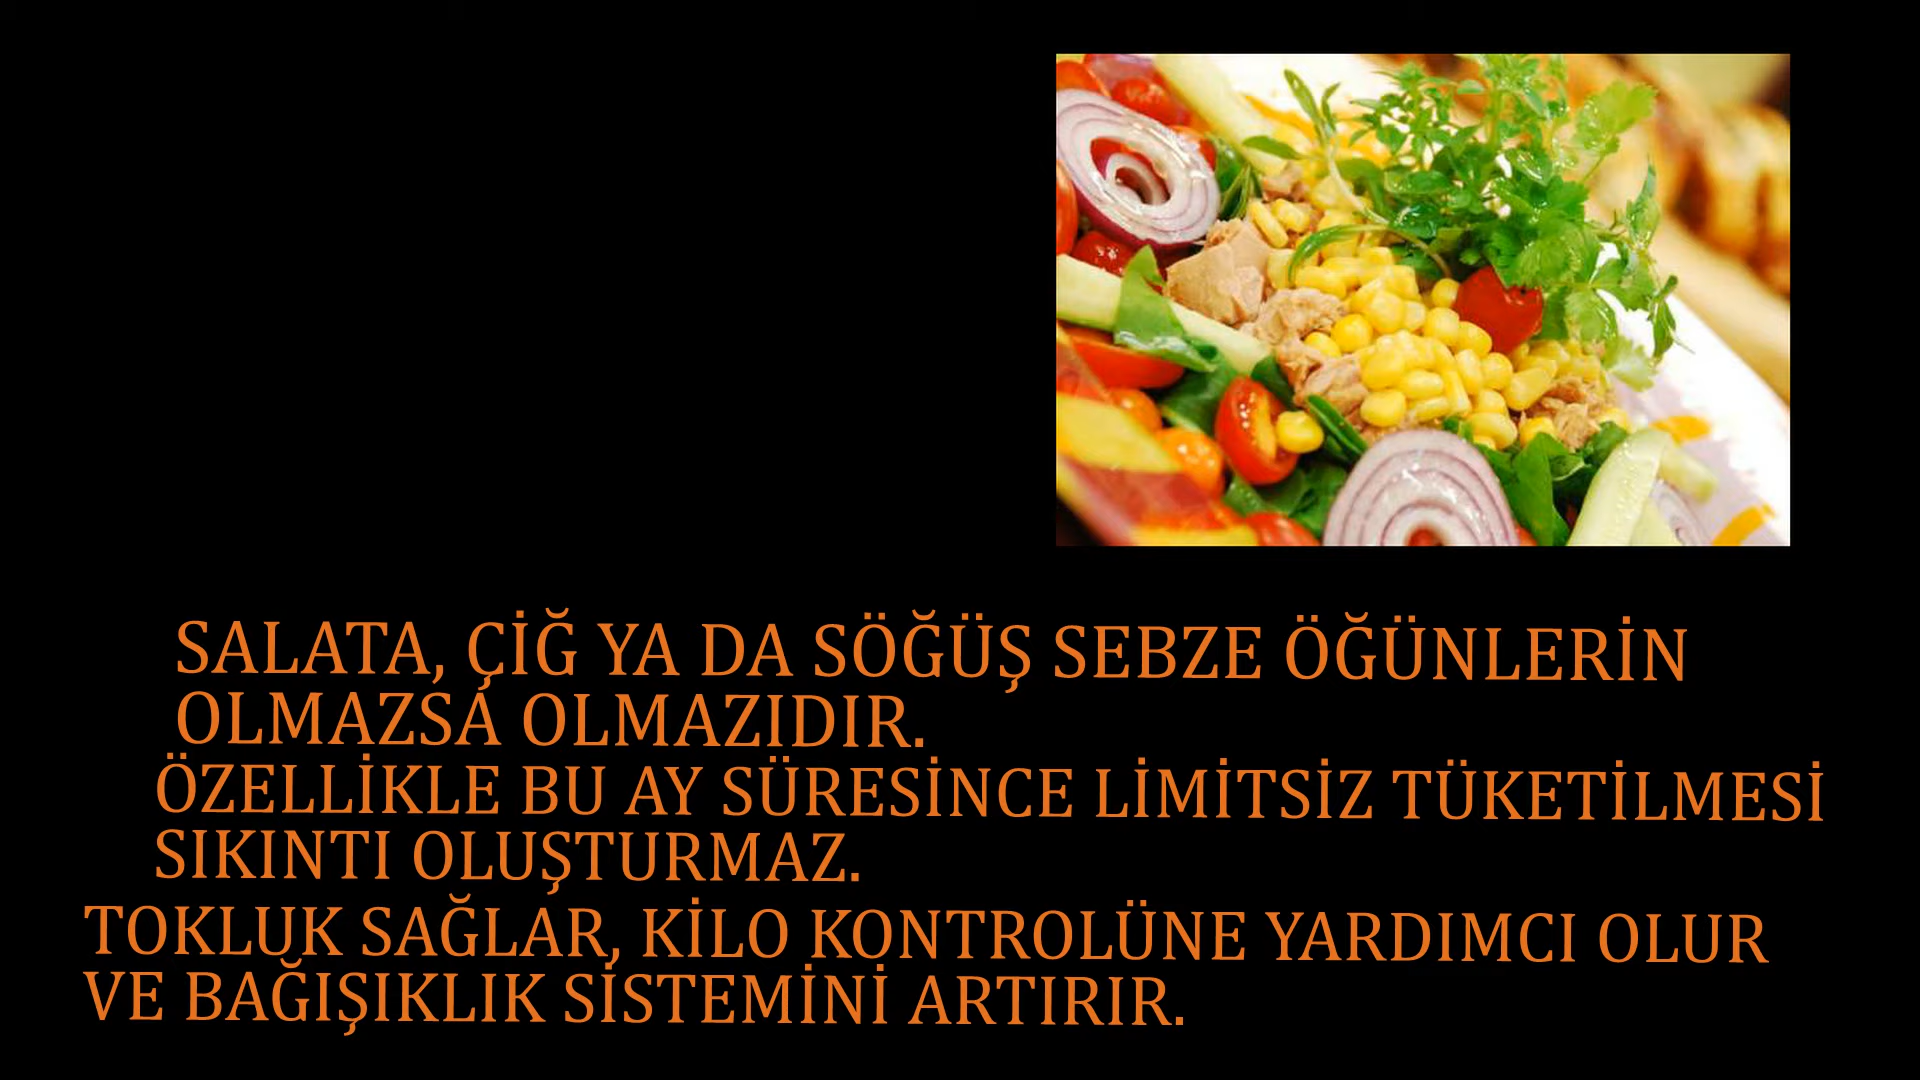 SALATA, ÇİĞ YA DA SÖĞÜŞ SEBZE ÖĞÜNLERİN
OLMAZSA OLMAZIDIR.
ÖZELLİKLE BU AY SÜRESİNCE LİMİTSİZ TÜKETİLMESİ
SIKINTI OLUŞTURMAZ.
TOKLUK SAĞLAR, KİLO KONTROLÜNE YARDIMCI OLUR
VE BAĞIŞIKLIK SİSTEMİNİ ARTIRIR.